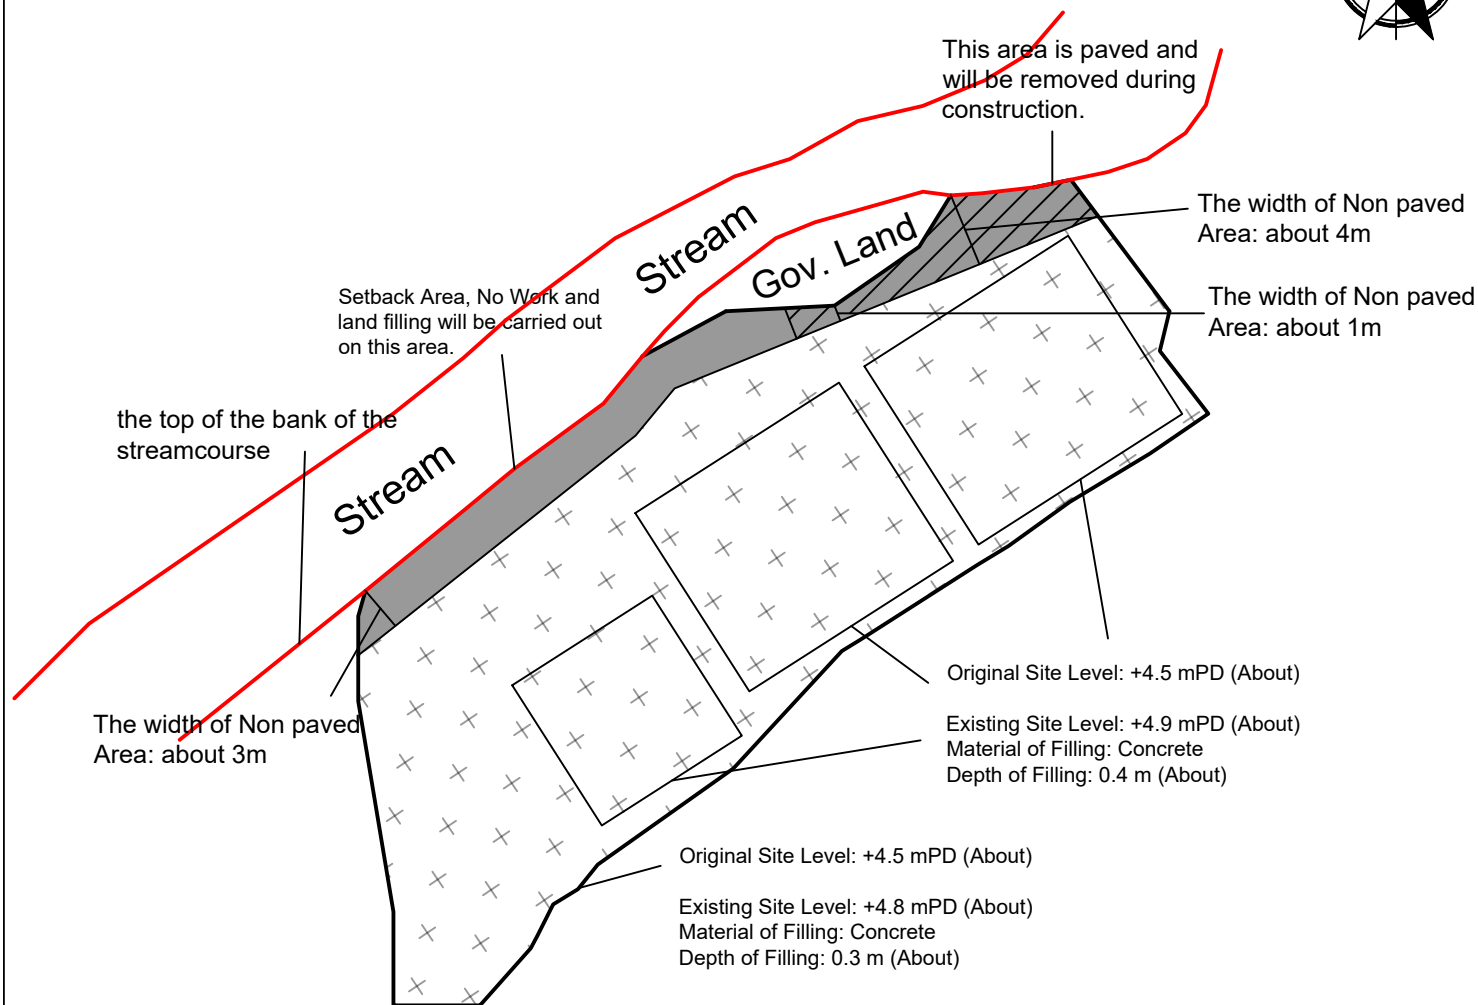 This area is paved and
will be removed during
construction.
The width of Non paved
Area: about 4m
Stream
Gov. Land
Setback Area, No Work and
land filling will be carried out
on this area.
The width of Non paved
Area: about 1m
the top of the bank of the
streamcourse
Stream
The width of Non paved
Area: about 3m
Original Site Level: +4.5 mPD (About)
Existing Site Level: +4.9 mPD (About)
Material of Filling: Concrete
Depth of Filling: 0.4 m (About)
Original Site Level: +4.5 mPD (About)
Existing Site Level: +4.8 mPD (About)
Material of Filling: Concrete
Depth of Filling: 0.3 m (About)